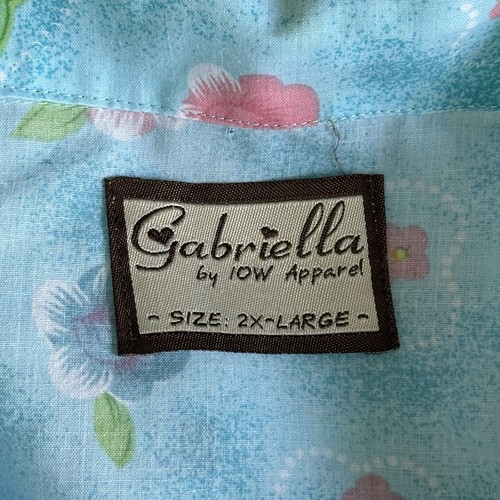 Gabriella
by IOW Apparel
- SIZE: 2X-LARGE -